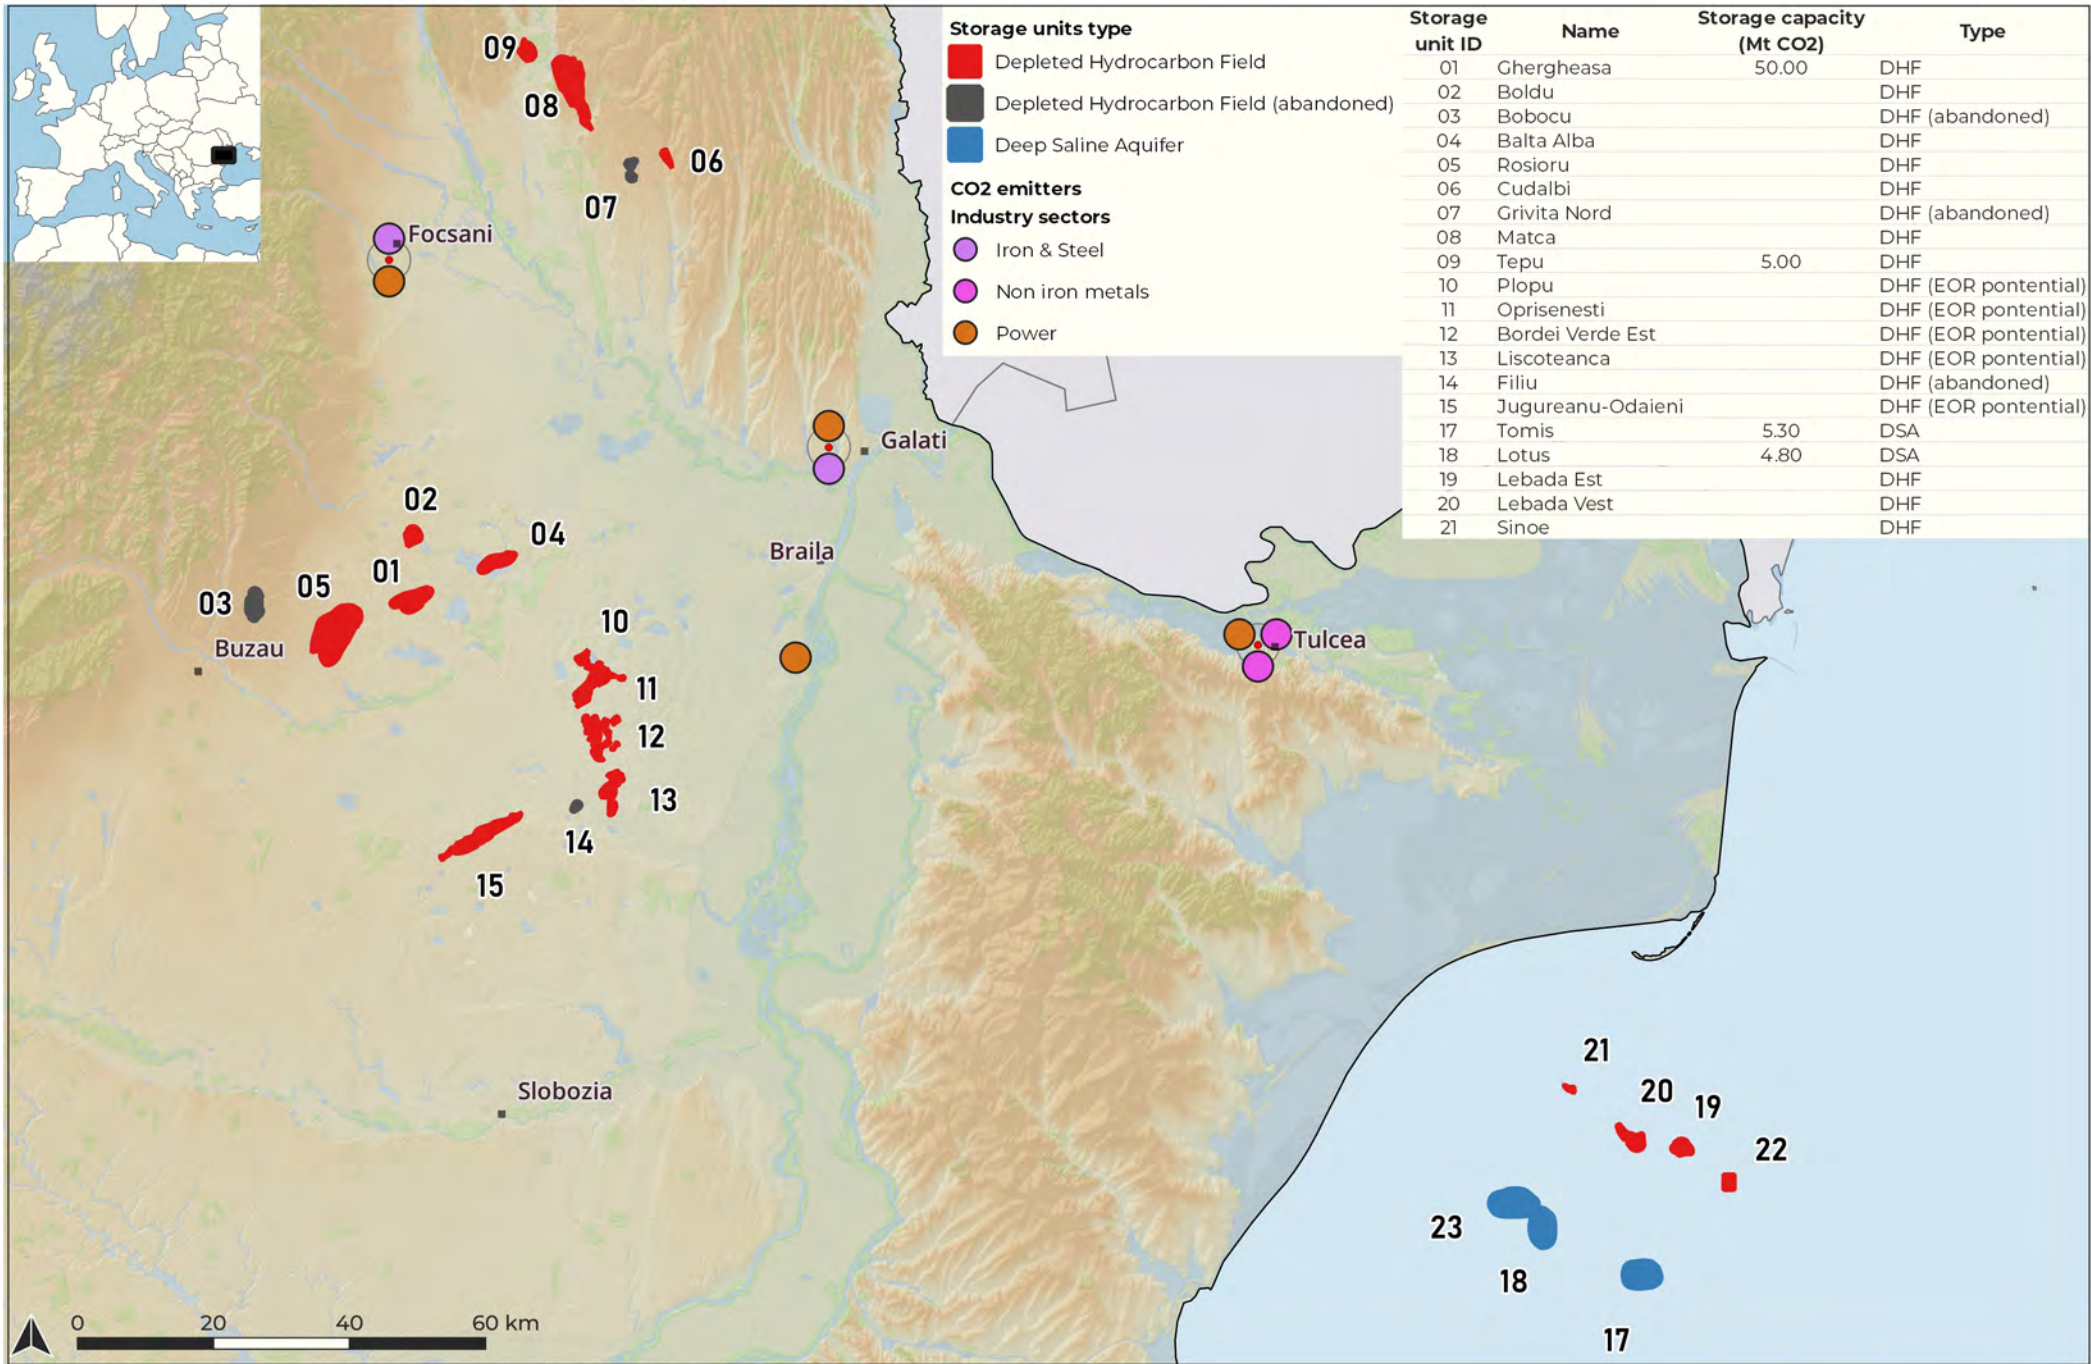 Storage units type
Depleted Hydrocarbon Field
Depleted Hydrocarbon Field (abandoned)
Deep Saline Aquifer
CO2 emitters
Industry sectors
Iron & Steel
Non iron metals
Power
Storage unit ID Name Storage capacity (Mt CO2) Type
01 Ghergheasa 50.00 DHF
02 Boldu DHF
03 Bobocu DHF (abandoned)
04 Balta Alba DHF
05 Rosioru DHF
06 Cudalbi DHF
07 Grivita Nord DHF (abandoned)
08 Matca DHF
09 Tepu 5.00 DHF
10 Plopu DHF (EOR pontential)
11 Oprisenesti DHF (EOR pontential)
12 Bordei Verde Est DHF (EOR pontential)
13 Liscoteanca DHF (EOR pontential)
14 Filiu DHF (abandoned)
15 Jugureanu-Odaieni DHF (EOR pontential)
17 Tomis 5.30 DSA
18 Lotus 4.80 DSA
19 Lebada Est DHF
20 Lebada Vest DHF
21 Sinoe DHF
09
08
06
07
Focsani
Galati
02
04
Braila
01
05
03
Buzau
10
Tulcea
11
12
13
14
15
21
20
19
22
Slobozia
23
18
17
0 20 40 60 km